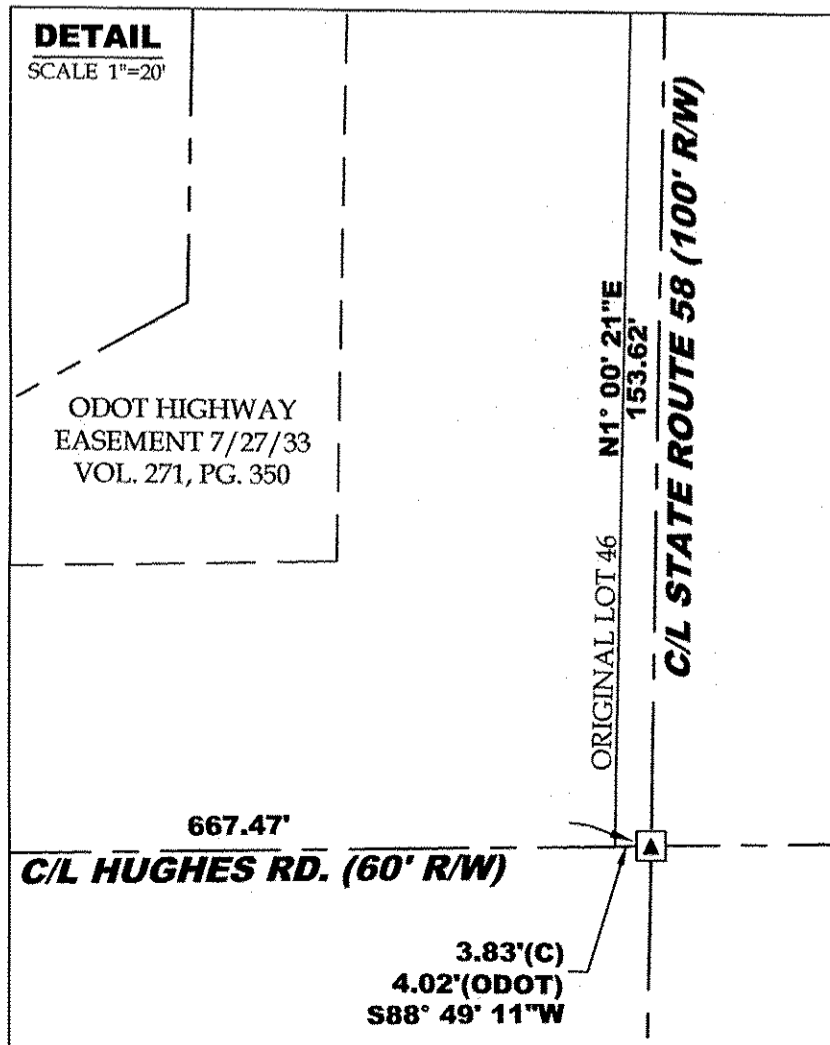 DETAIL
SCALE 1"=20'
ODOT HIGHWAY
EASEMENT 7/27/33
VOL. 271, PG. 350
N1° 00' 21"E
153.62'
C/L STATE ROUTE 58 (100' R/W)
ORIGINAL LOT 46
667.47'
C/L HUGHES RD. (60' R/W)
3.83'(C)
4.02'(ODOT)
S88° 49' 11"W